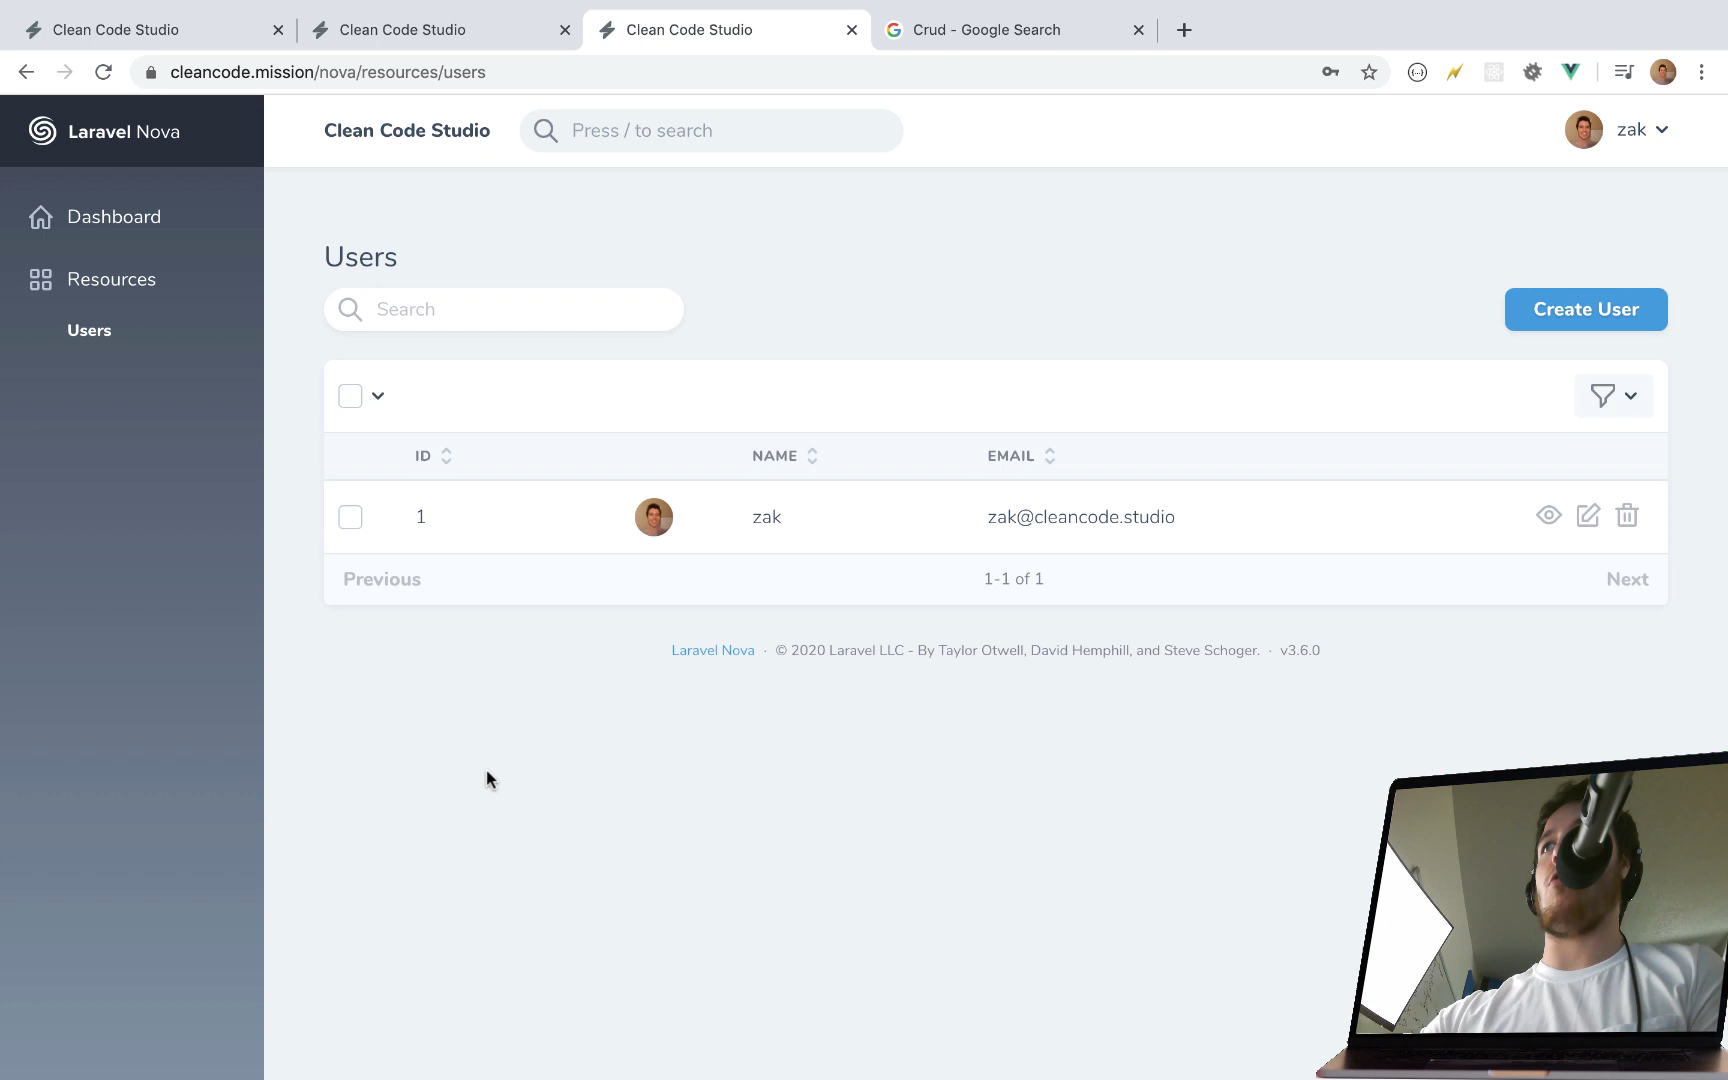 Clean Code Studio
Clean Code Studio
Clean Code Studio
Crud - Google Search
cleancode.mission/nova/resources/users
Laravel Nova
Clean Code Studio
Press / to search
zak
Dashboard
Resources
Users
Users
Search
Create User
ID
NAME
EMAIL
1
zak
zak@cleancode.studio
Previous
1-1 of 1
Next
Laravel Nova · © 2020 Laravel LLC - By Taylor Otwell, David Hemphill, and Steve Schoger. · v3.6.0